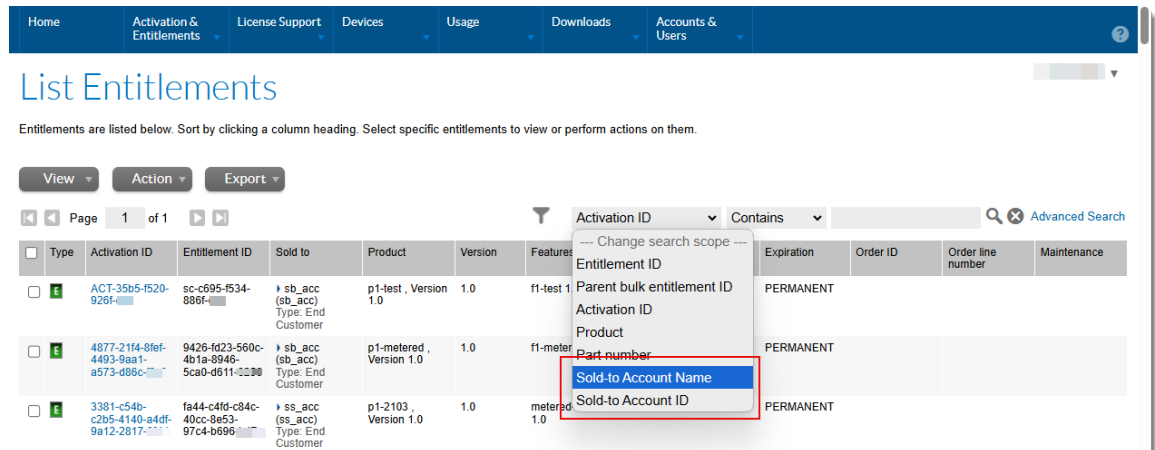 Home
Activation &
Entitlements
License Support
Devices
Usage
Downloads
Accounts &
Users
?
List Entitlements
Entitlements are listed below. Sort by clicking a column heading. Select specific entitlements to view or perform actions on them.
View
Action
Export
Page 1 of 1
Activation ID
Contains
Advanced Search
--- Change search scope ---
Entitlement ID
Parent bulk entitlement ID
Activation ID
Product
Part number
Sold-to Account Name
Sold-to Account ID
Type
Activation ID
Entitlement ID
Sold to
Product
Version
Features
Expiration
Order ID
Order line
number
Maintenance
E
ACT-35b5-f520-
926f-
sc-c695-f534-
886f-
sb_acc
(sb_acc)
Type: End
Customer
p1-test , Version
1.0
1.0
f1-test 1.
PERMANENT
E
4877-21f4-8fef-
4493-9aa1-
a573-d86c-
9426-fd23-560c-
4b1a-8946-
5ca0-d611-
sb_acc
(sb_acc)
Type: End
Customer
p1-metered ,
Version 1.0
1.0
f1-meter
PERMANENT
E
3381-c54b-
c2b5-4140-a4df-
9a12-2817-
fa44-c4fd-c84c-
40cc-8e53-
97c4-b696-
ss_acc
(ss_acc)
Type: End
Customer
p1-2103 ,
Version 1.0
1.0
metered
1.0
PERMANENT